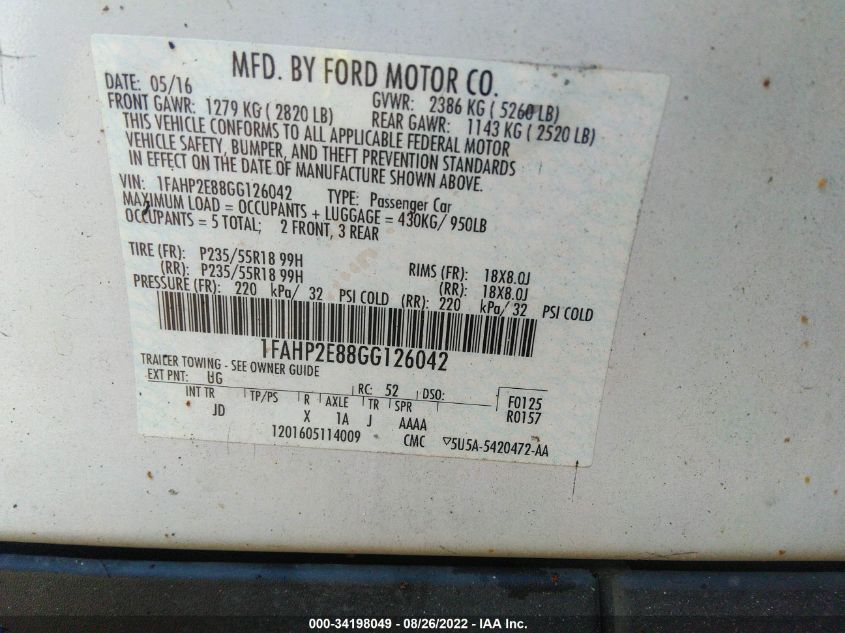 MFD. BY FORD MOTOR CO.
DATE: 05/16 GVWR: 2386 KG ( 5260 LB)
FRONT GAWR: 1279 KG ( 2820 LB) REAR GAWR: 1143 KG ( 2520 LB)
THIS VEHICLE CONFORMS TO ALL APPLICABLE FEDERAL MOTOR
VEHICLE SAFETY, BUMPER, AND THEFT PREVENTION STANDARDS
IN EFFECT ON THE DATE OF MANUFACTURE SHOWN ABOVE.
VIN: 1FAHP2E88GG126042 TYPE: Passenger Car
MAXIMUM LOAD = OCCUPANTS + LUGGAGE = 430KG/ 950LB
OCCUPANTS = 5 TOTAL; 2 FRONT, 3 REAR
TIRE (FR): P235/55R18 99H RIMS (FR): 18X8.0J
(RR): P235/55R18 99H (RR): 18X8.0J
PRESSURE (FR): 220 kPa/ 32 PSI COLD (RR): 220 kPa/ 32 PSI COLD
1FAHP2E88GG126042
TRAILER TOWING - SEE OWNER GUIDE
EXT PNT: UG RC: 52 DSO: F0125
INT TR TP/PS R AXLE TR SPR R0157
JD X 1A J AAAA
1201605114009 CMC ▽5U5A-5420472-AA
000-34198049 - 08/26/2022 - IAA Inc.